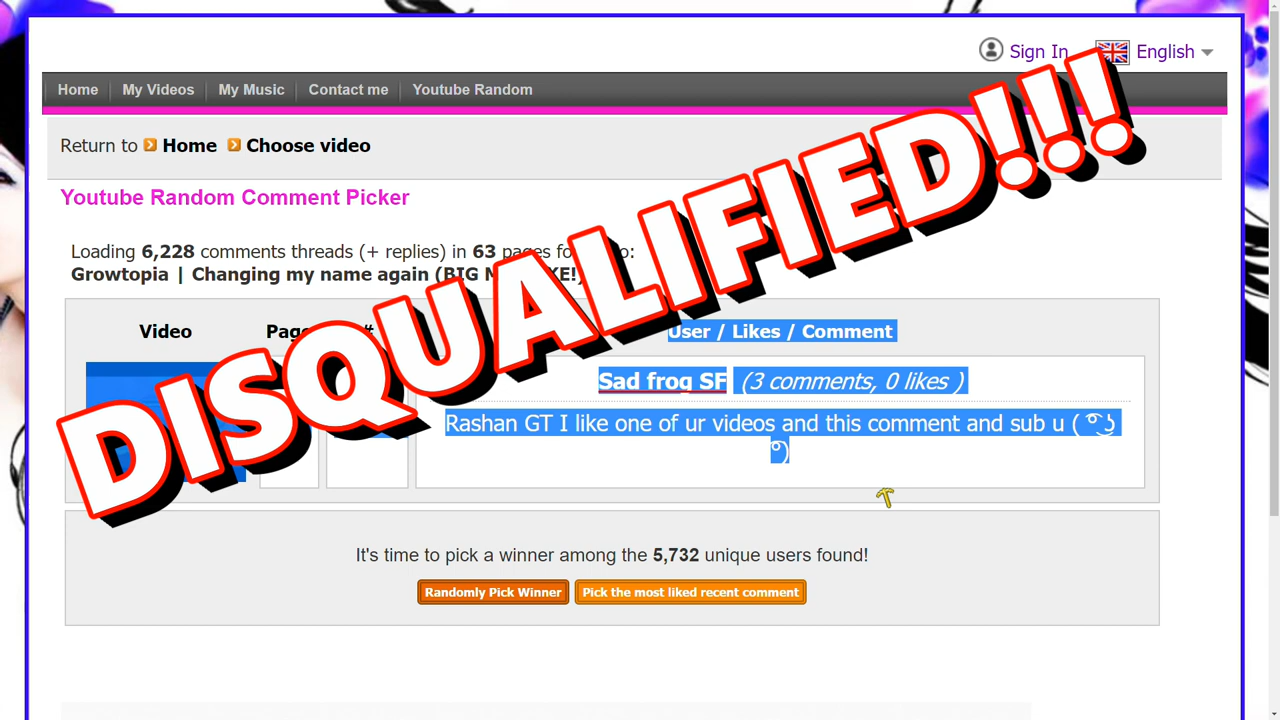 Sign In English
Home My Videos My Music Contact me Youtube Random
Return to Home Choose video
Youtube Random Comment Picker
Loading 6,228 comments threads (+ replies) in 63 pages
Growtopia | Changing my name again (BIG
DISQUALIFIED!!!
Video Page # User / Likes / Comment
Sad frog SF (3 comments, 0 likes )
Rashan GT I like one of ur videos and this comment and sub u ( ͡° ͜ʖ
͡°)
It's time to pick a winner among the 5,732 unique users found!
Randomly Pick Winner Pick the most liked recent comment